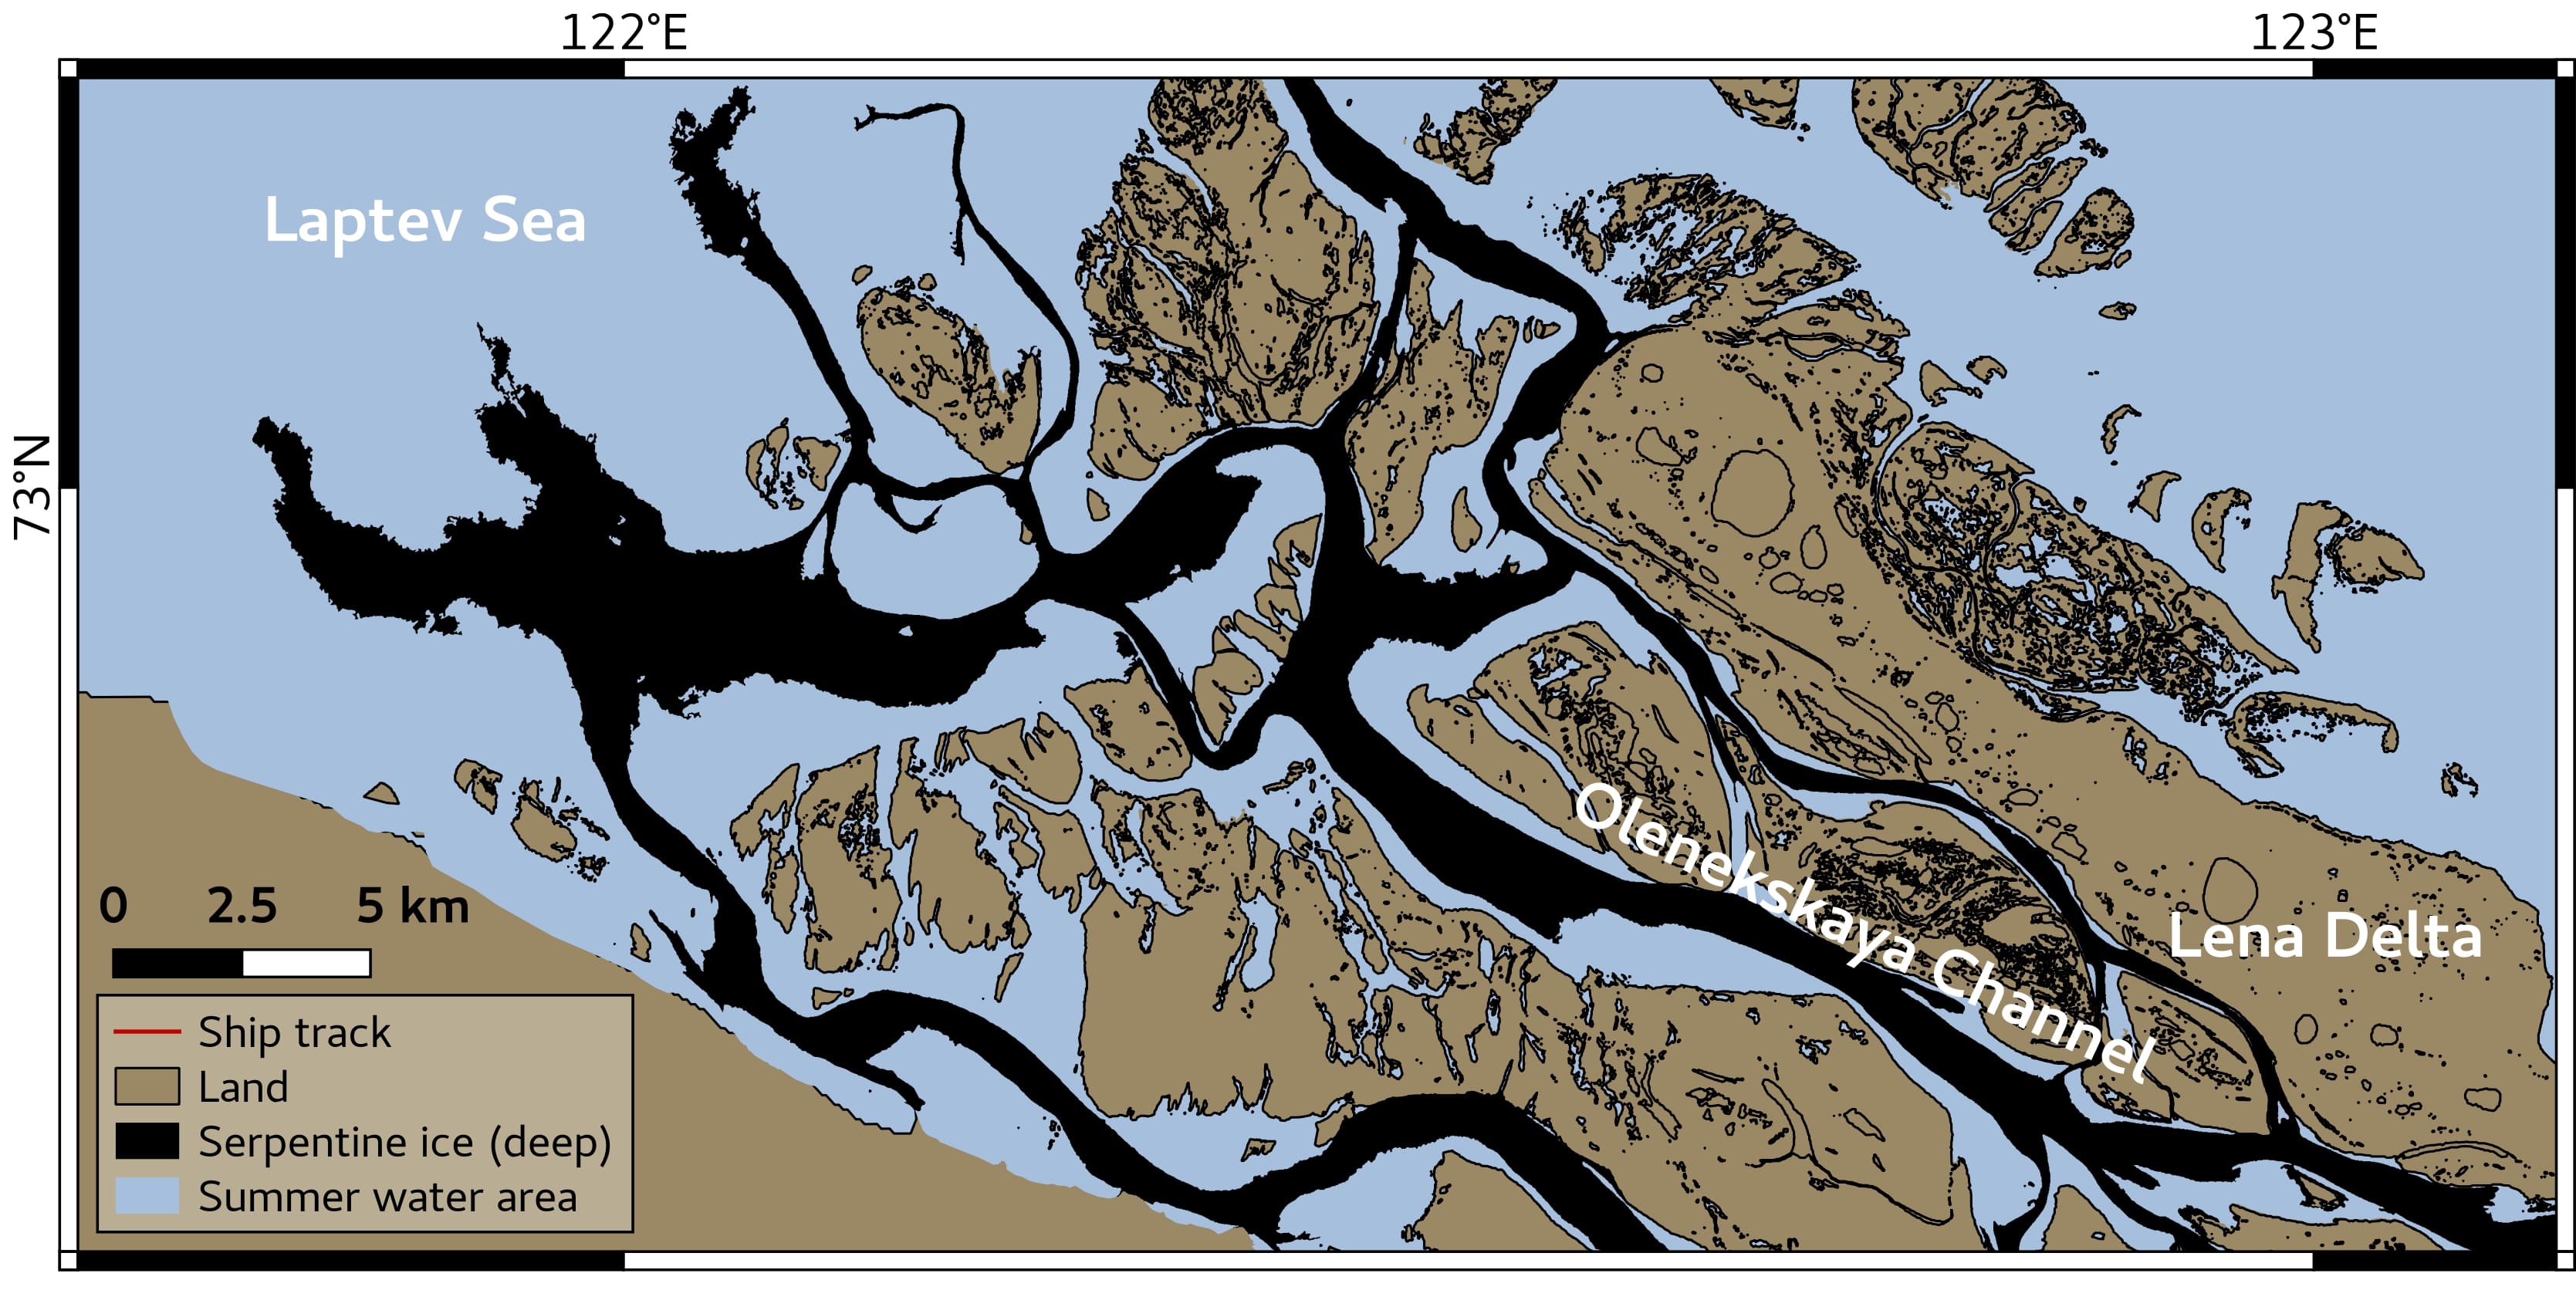 122°E
123°E
Laptev Sea
73°N
Olenekskaya Channel
Lena Delta
0 2.5 5 km
Ship track
Land
Serpentine ice (deep)
Summer water area